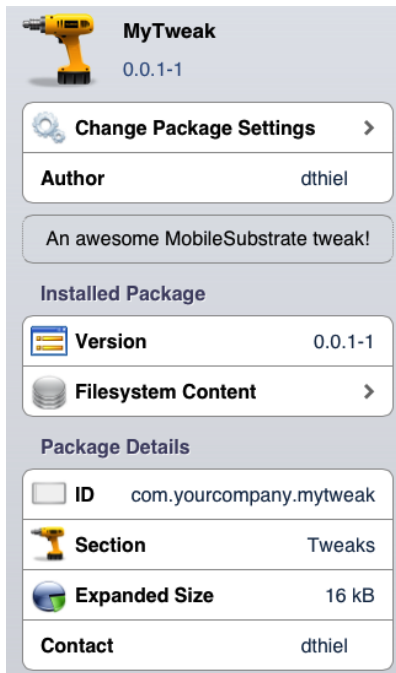 MyTweak
0.0.1-1
Change Package Settings
Author dthiel
An awesome MobileSubstrate tweak!
Installed Package
Version 0.0.1-1
Filesystem Content
Package Details
ID com.yourcompany.mytweak
Section Tweaks
Expanded Size 16 kB
Contact dthiel